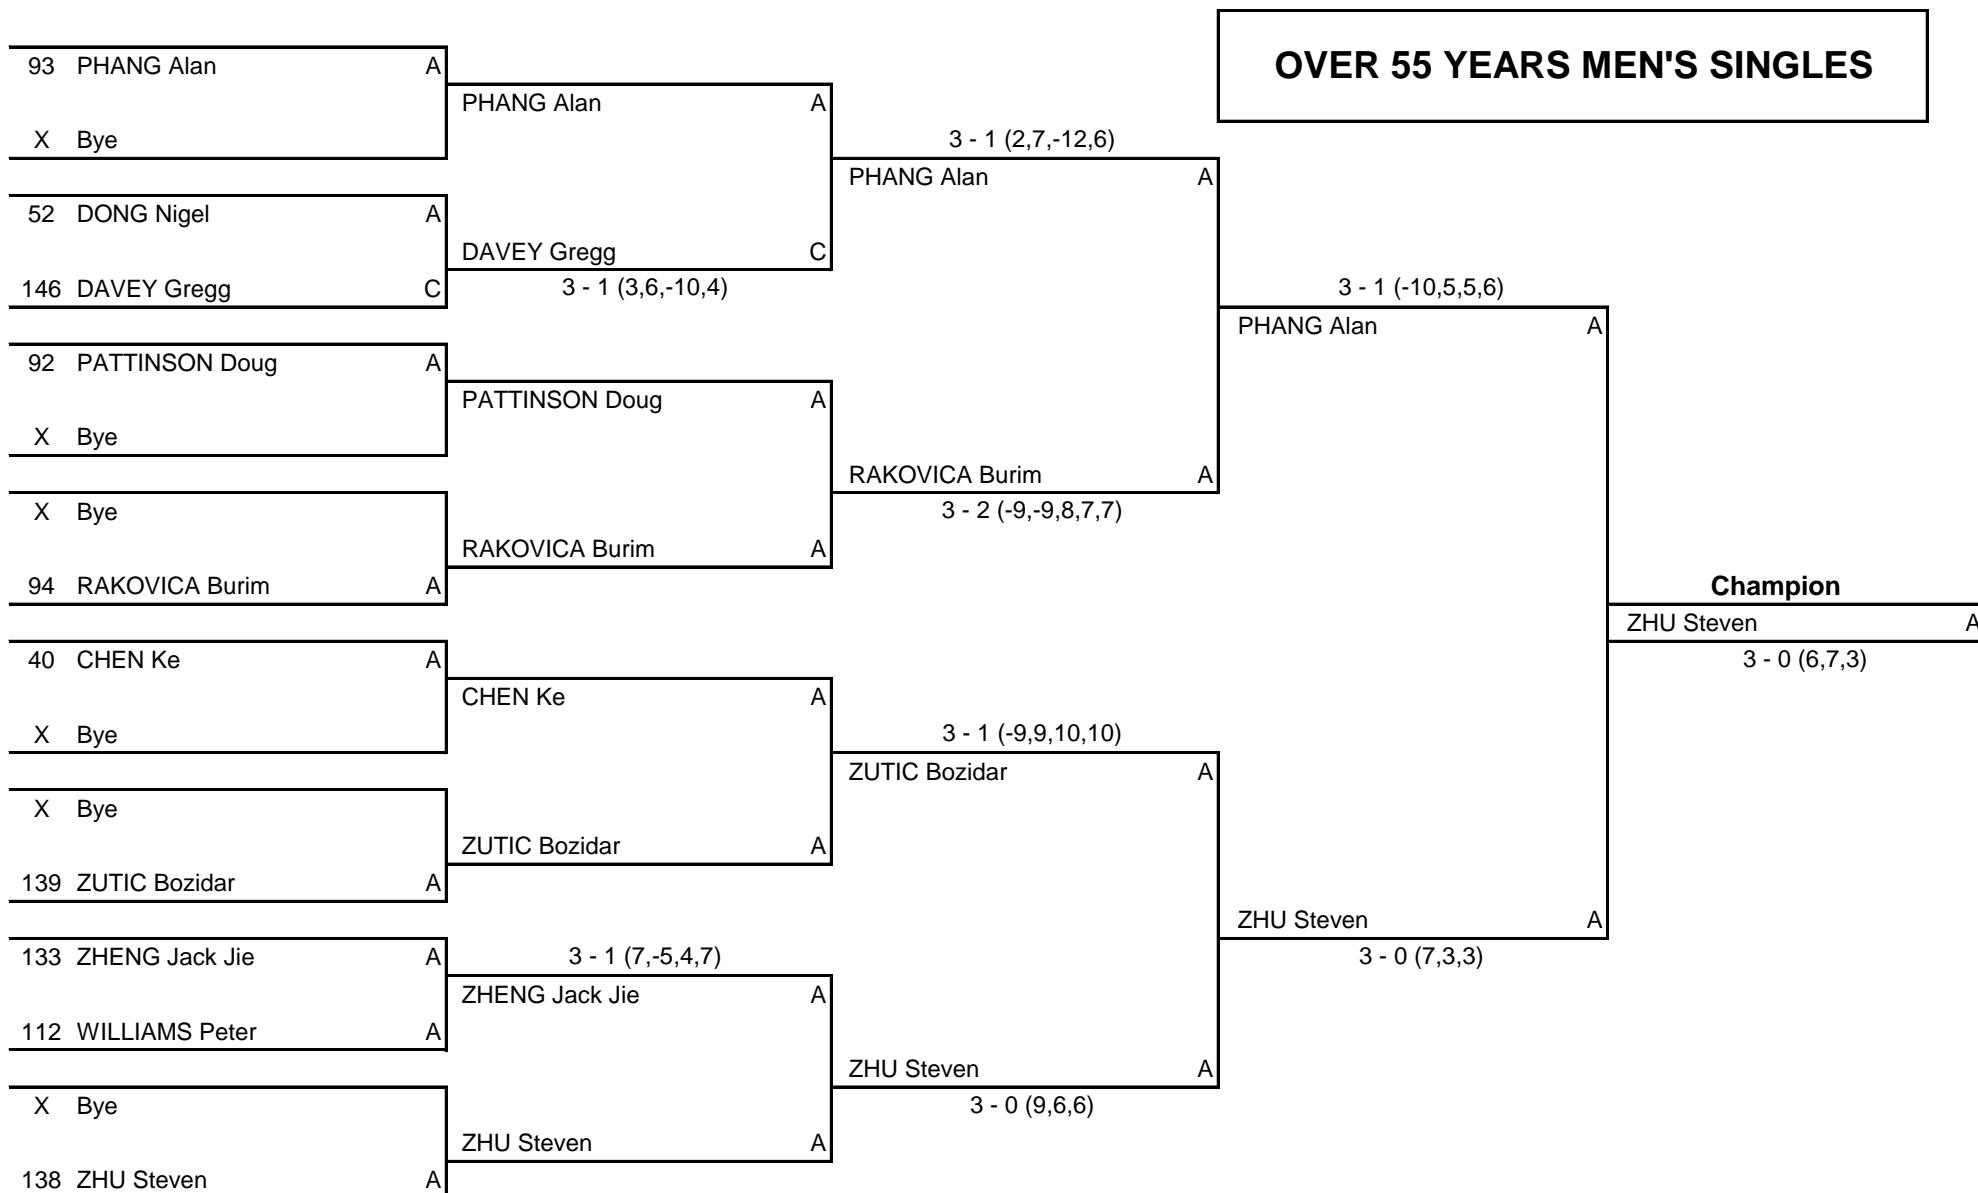 OVER 55 YEARS MEN'S SINGLES
93 PHANG Alan A
PHANG Alan A
X Bye
3 - 1 (2,7,-12,6)
PHANG Alan A
52 DONG Nigel A
DAVEY Gregg C
146 DAVEY Gregg C
3 - 1 (3,6,-10,4)
3 - 1 (-10,5,5,6)
PHANG Alan A
92 PATTINSON Doug A
PATTINSON Doug A
X Bye
RAKOVICA Burim A
X Bye
3 - 2 (-9,-9,8,7,7)
RAKOVICA Burim A
94 RAKOVICA Burim A
Champion
ZHU Steven A
40 CHEN Ke A
3 - 0 (6,7,3)
CHEN Ke A
X Bye
3 - 1 (-9,9,10,10)
ZUTIC Bozidar A
X Bye
ZUTIC Bozidar A
139 ZUTIC Bozidar A
ZHU Steven A
133 ZHENG Jack Jie A
3 - 1 (7,-5,4,7)
3 - 0 (7,3,3)
ZHENG Jack Jie A
112 WILLIAMS Peter A
ZHU Steven A
X Bye
3 - 0 (9,6,6)
ZHU Steven A
138 ZHU Steven A